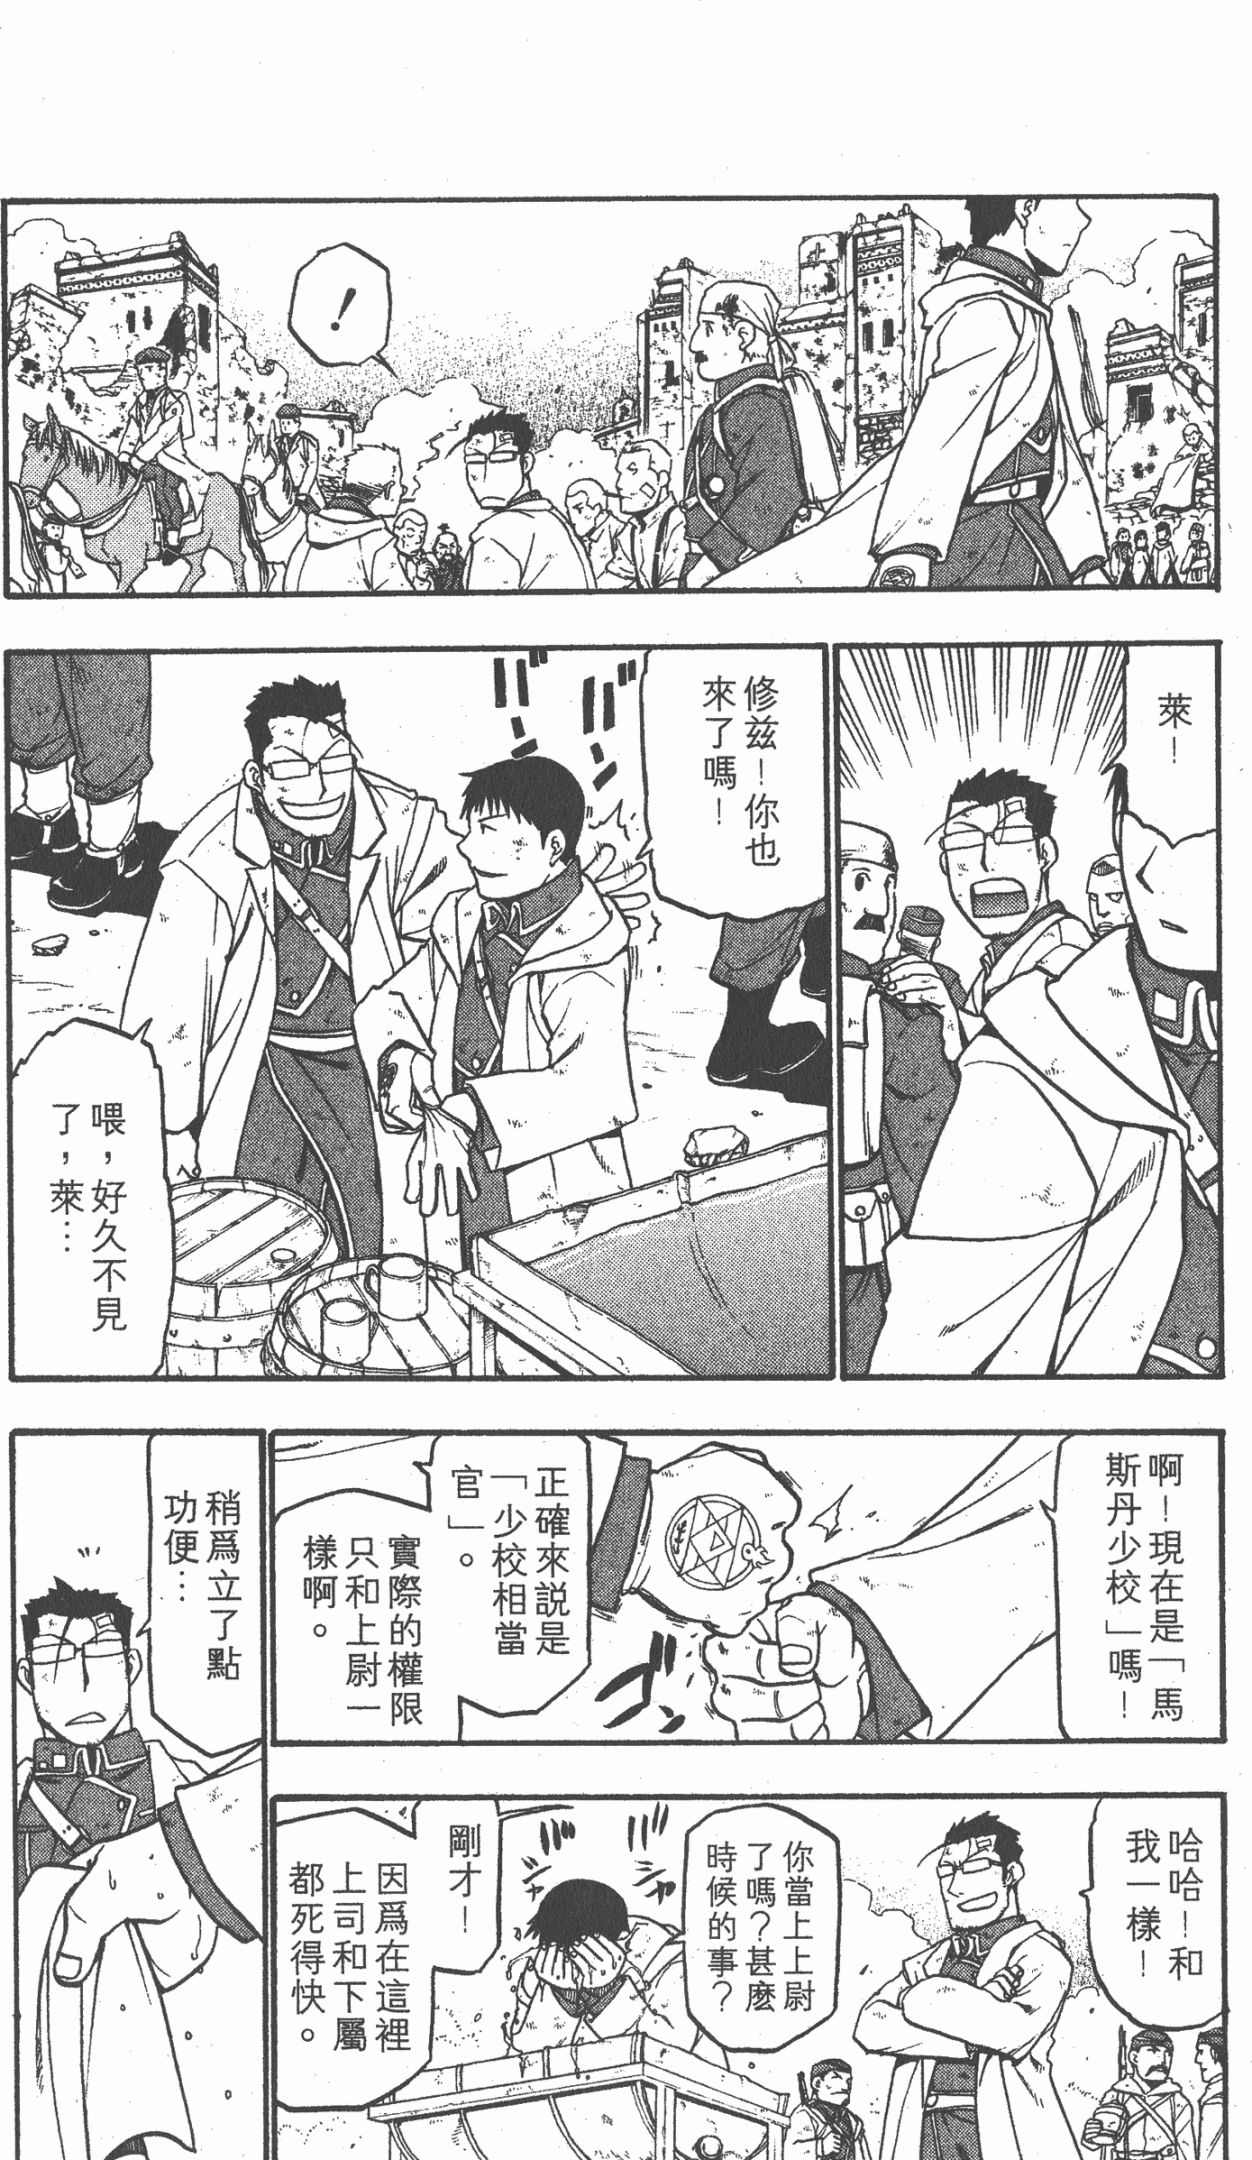 ！
萊！
修茲！你也
來了嗎！
喂，好久不見
了，萊…
啊！現在是「馬
斯丹少校」嗎！
正確來說是
「少校相當
官」。
實際的權限
只和上尉一
樣啊。
稍爲立了點
功便…
哈哈！和
我一樣！
你當上上尉
了嗎？甚麼
時候的事？
剛才！
因爲在這裡
上司和下屬
都死得快。